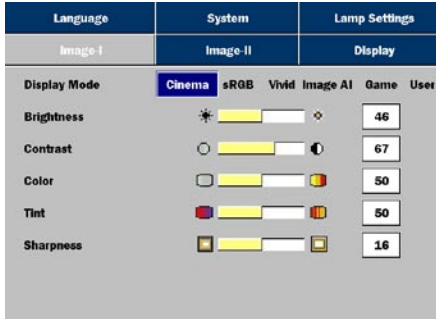 Language System Lamp Settings
Image-I Image-II Display
Display Mode Cinema sRGB Vivid Image AI Game User
Brightness 46
Contrast 67
Color 50
Tint 50
Sharpness 16